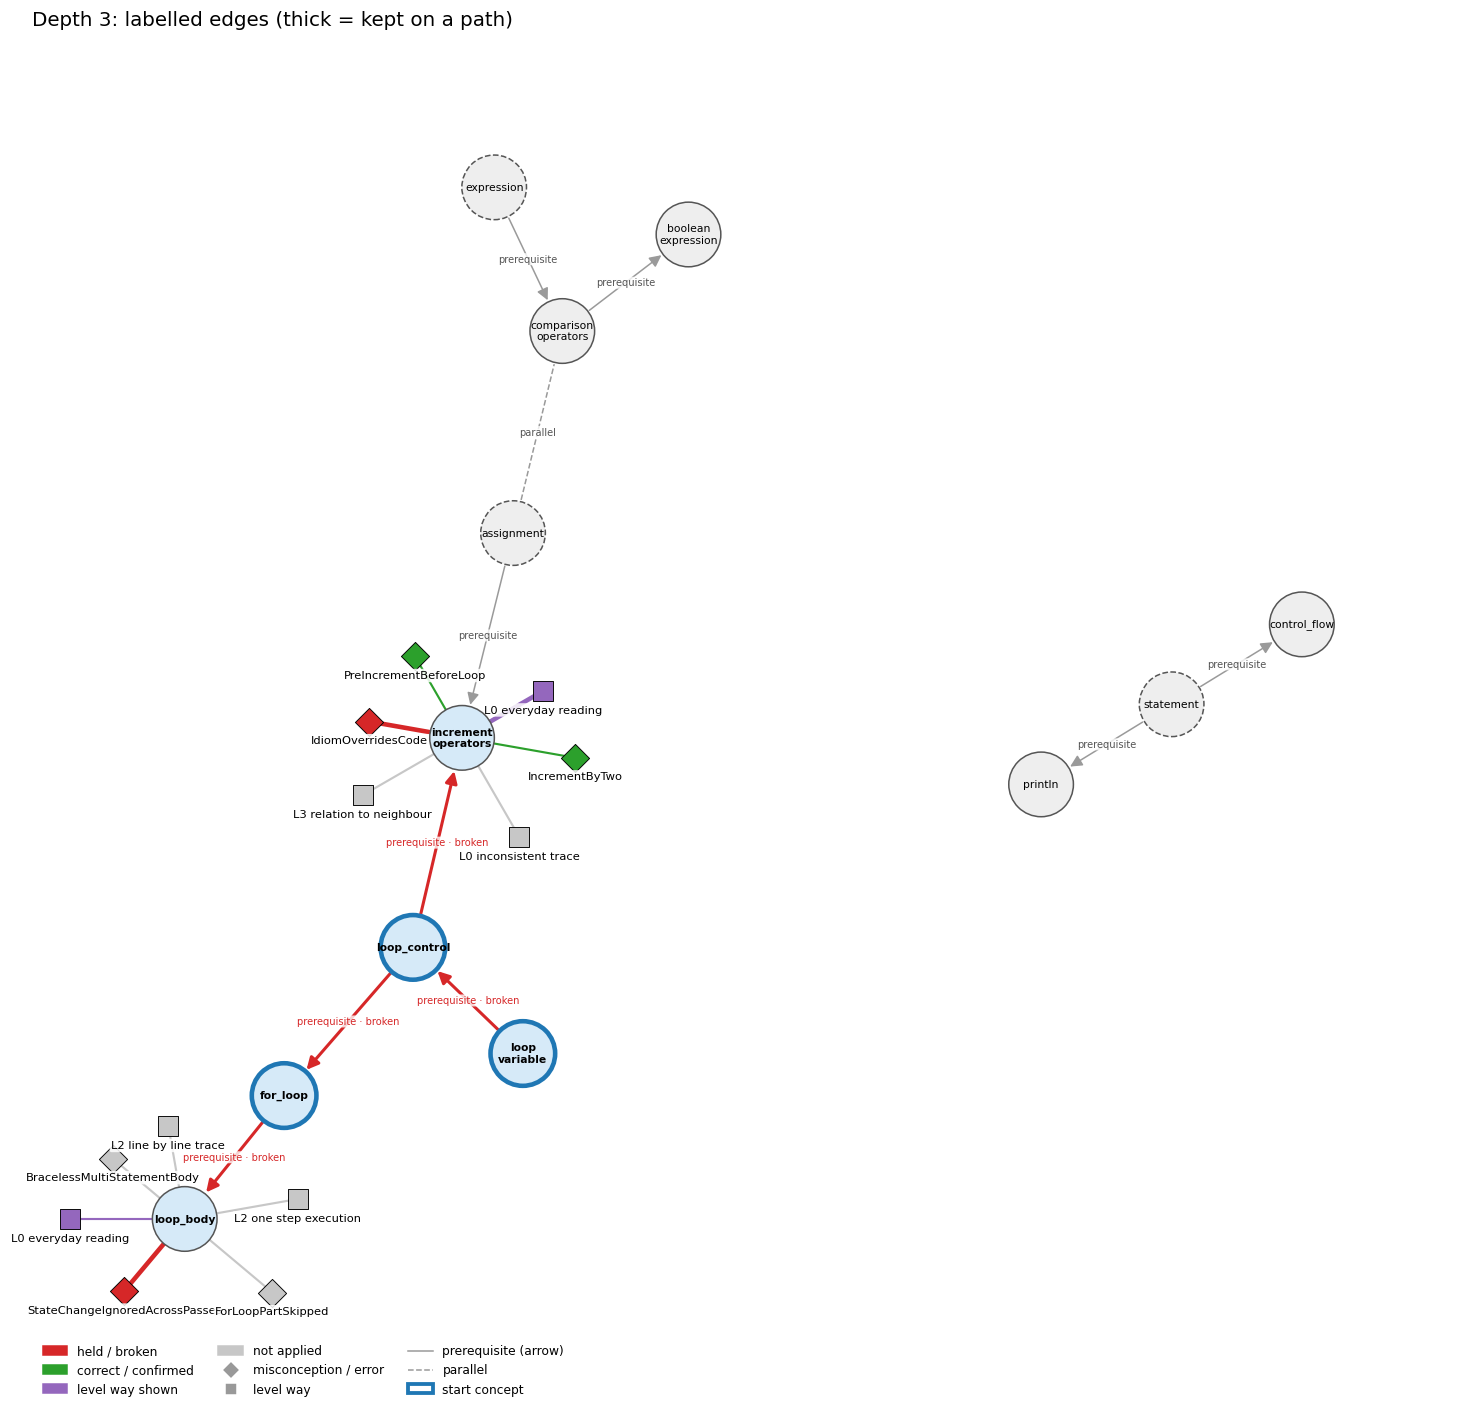 Depth 3: labelled edges (thick = kept on a path)
expression
boolean
expression
prerequisite
prerequisite
comparison
operators
parallel
assignment
control_flow
prerequisite
PreIncrementBeforeLoop
prerequisite
L0 everyday reading
statement
IdiomOverridesCode
increment
operators
prerequisite
IncrementByTwo
println
L3 relation to neighbour
prerequisite · broken
L0 inconsistent trace
loop_control
prerequisite · broken
prerequisite · broken
loop
variable
for_loop
L2 line by line trace
prerequisite · broken
BracelessMultiStatementBody
loop_body
L2 one step execution
L0 everyday reading
StateChangeIgnoredAcrossPasse
ForLoopPartSkipped
held / broken
not applied
prerequisite (arrow)
correct / confirmed
misconception / error
parallel
level way shown
level way
start concept